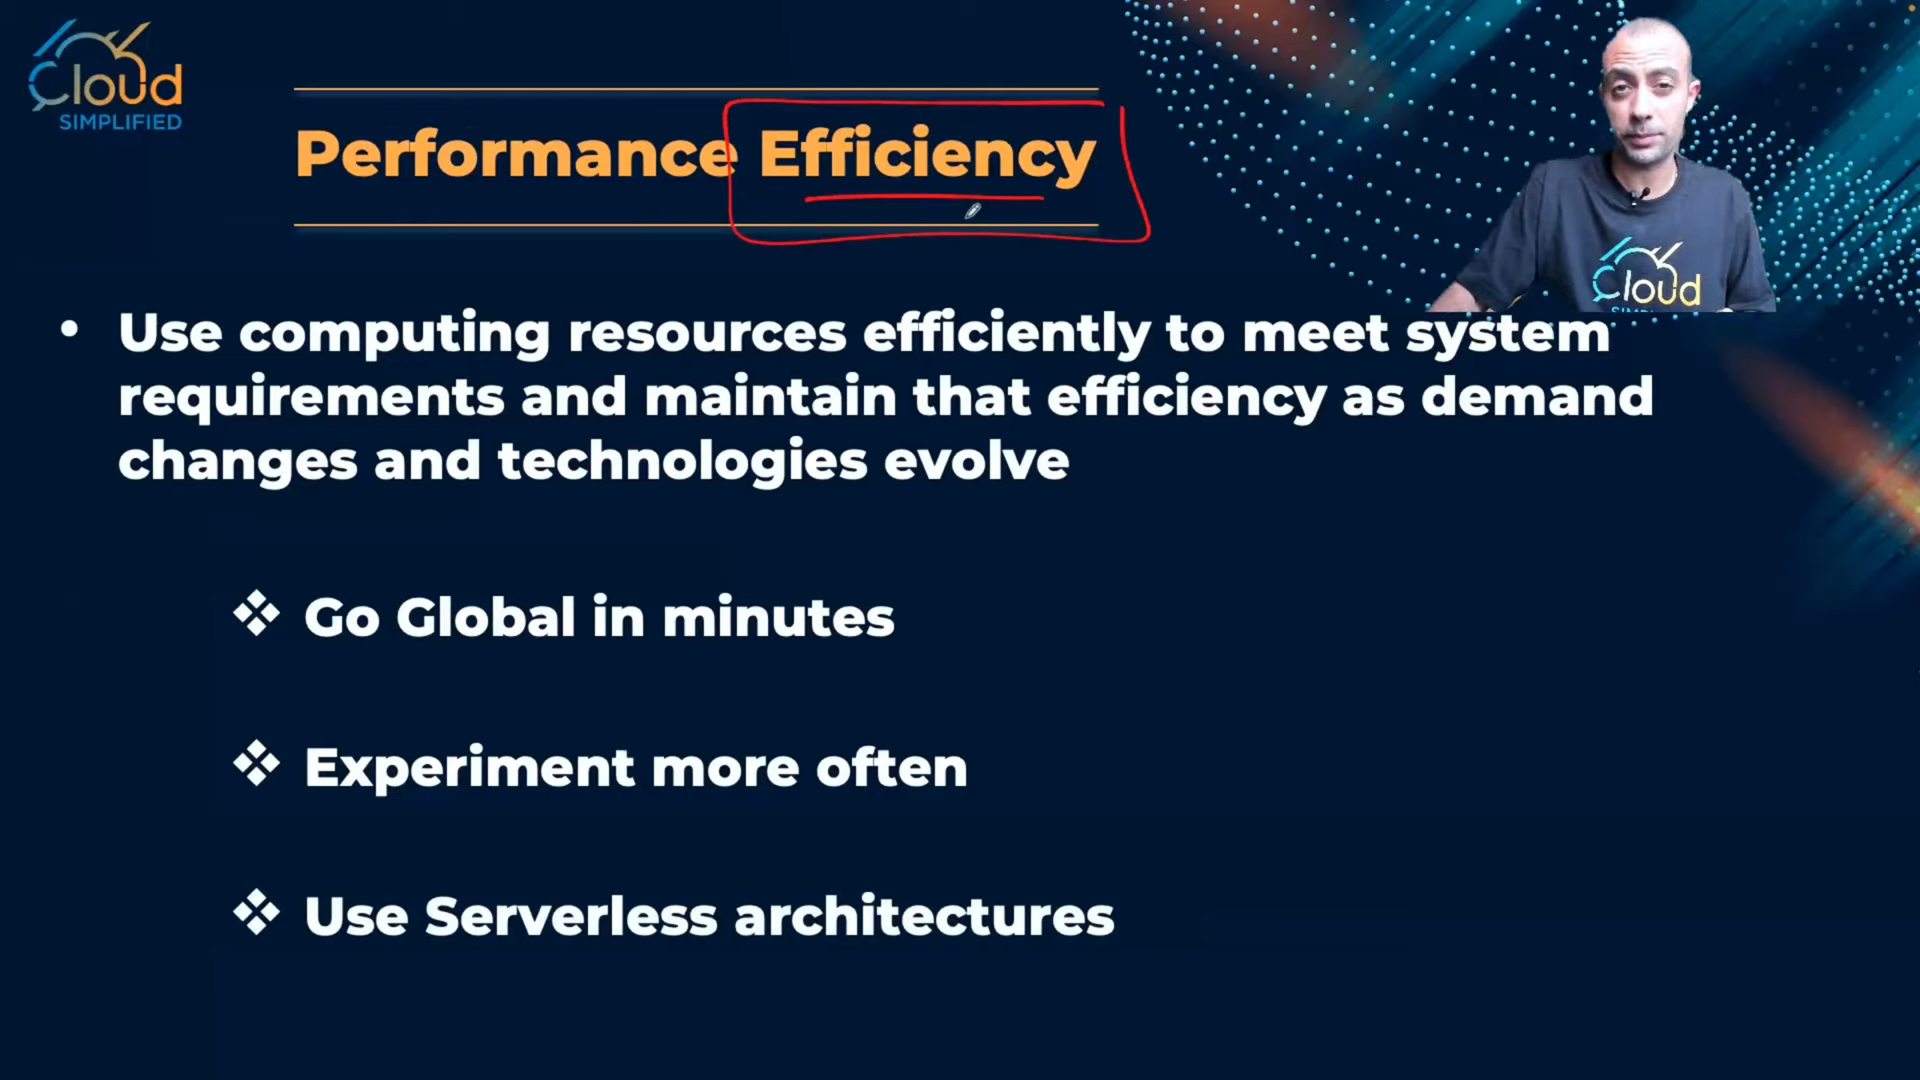 Cloud
SIMPLIFIED
Performance Efficiency
Cloud
• Use computing resources efficiently to meet system
requirements and maintain that efficiency as demand
changes and technologies evolve
❖ Go Global in minutes
❖ Experiment more often
❖ Use Serverless architectures